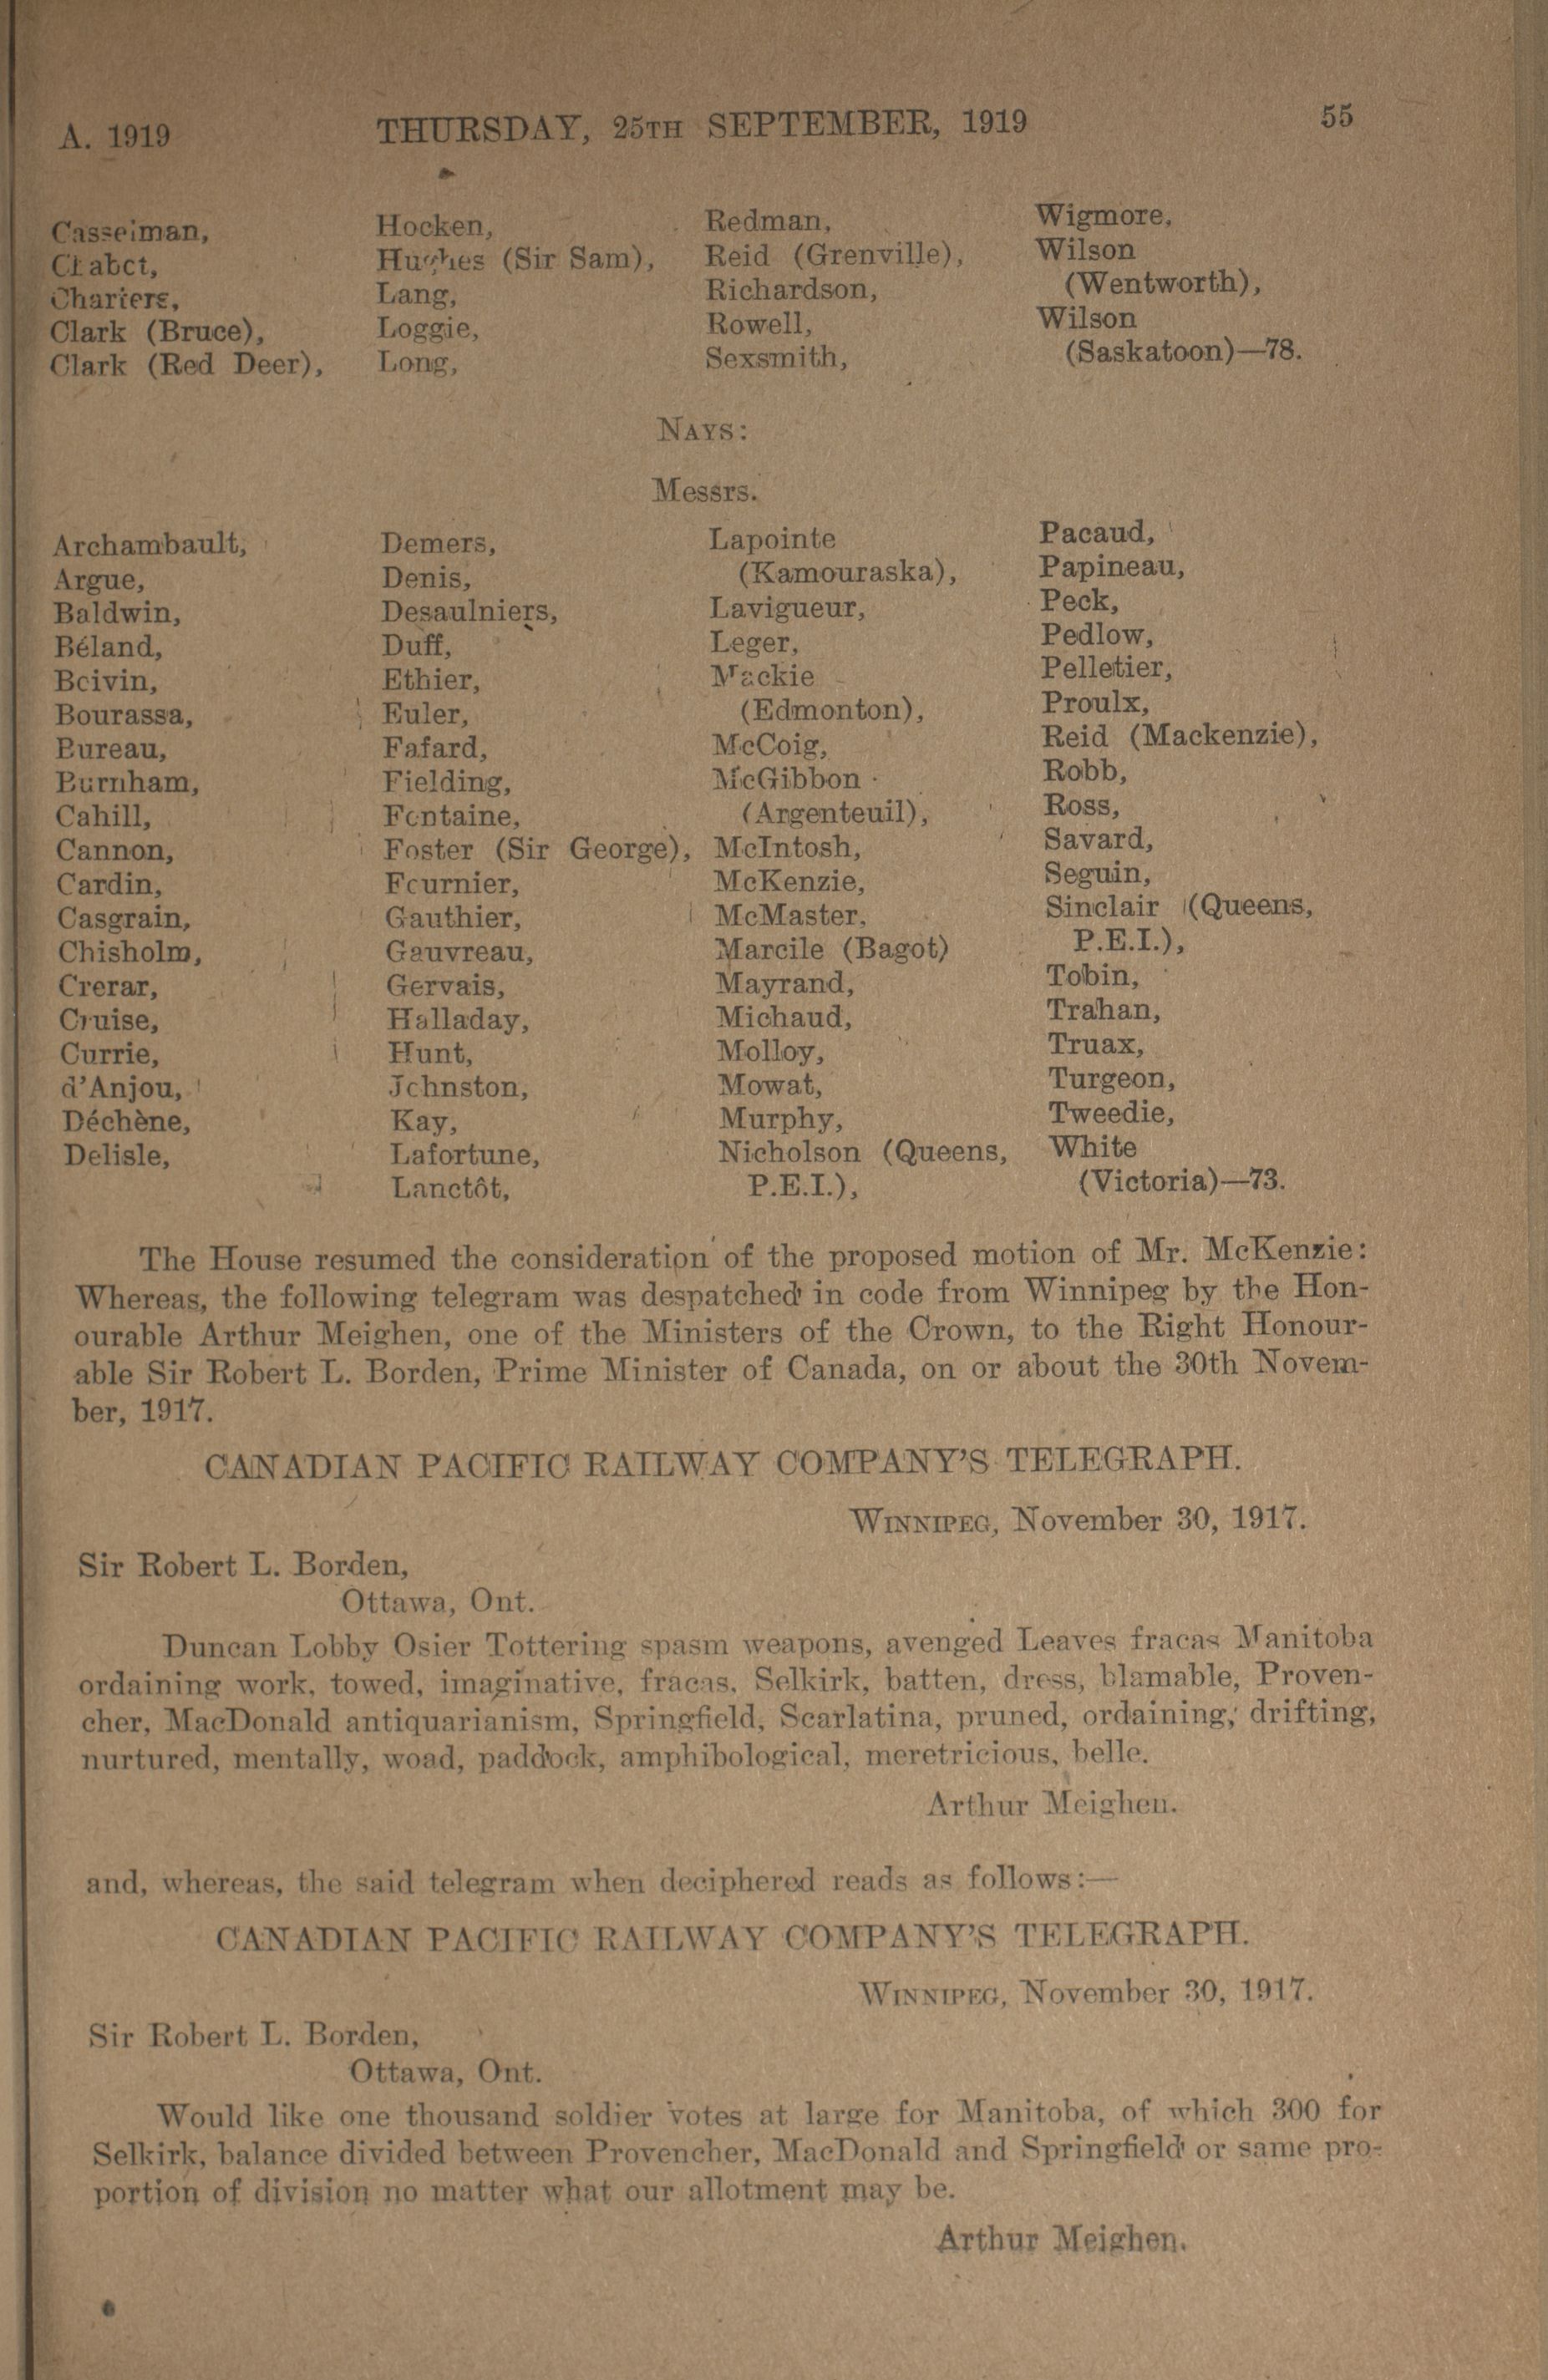 A. 1919 THURSDAY, 25TH SEPTEMBER, 1919 55
Casselman,
Chabot,
Charters,
Clark (Bruce),
Clark (Red Deer),
Hocken,
Hughes (Sir Sam),
Lang,
Loggie,
Long,
Redman,
Reid (Grenville),
Richardson,
Rowell,
Sexsmith,
Wigmore,
Wilson
(Wentworth),
Wilson
(Saskatoon)—78.
NAYS:
Messrs.
Archambault,
Argue,
Baldwin,
Béland,
Boivin,
Bourassa,
Bureau,
Burnham,
Cahill,
Cannon,
Cardin,
Casgrain,
Chisholm,
Crerar,
Cruise,
Currie,
d'Anjou,
Déchène,
Delisle,
Demers,
Denis,
Desaulniers,
Duff,
Ethier,
Euler,
Fafard,
Fielding,
Fontaine,
Foster (Sir George),
Fournier,
Gauthier,
Gauvreau,
Gervais,
Halladay,
Hunt,
Johnston,
Kay,
Lafortune,
Lanctôt,
Lapointe
(Kamouraska),
Lavigueur,
Leger,
Mackie
(Edmonton),
McCoig,
McGibbon
(Argenteuil),
McIntosh,
McKenzie,
McMaster,
Marcile (Bagot)
Mayrand,
Michaud,
Molloy,
Mowat,
Murphy,
Nicholson (Queens,
P.E.I.),
Pacaud,
Papineau,
Peck,
Pedlow,
Pelletier,
Proulx,
Reid (Mackenzie),
Robb,
Ross,
Savard,
Seguin,
Sinclair (Queens,
P.E.I.),
Tobin,
Trahan,
Truax,
Turgeon,
Tweedie,
White
(Victoria)—73.
The House resumed the consideration of the proposed motion of Mr. McKenzie:
Whereas, the following telegram was despatched in code from Winnipeg by the Hon-
ourable Arthur Meighen, one of the Ministers of the Crown, to the Right Honour-
able Sir Robert L. Borden, Prime Minister of Canada, on or about the 30th Novem-
ber, 1917.
CANADIAN PACIFIC RAILWAY COMPANY'S TELEGRAPH.
WINNIPEG, November 30, 1917.
Sir Robert L. Borden,
Ottawa, Ont.
Duncan Lobby Osier Tottering spasm weapons, avenged Leaves fracas Manitoba
ordaining work, towed, imaginative, fracas, Selkirk, batten, dress, blamable, Proven-
cher, MacDonald antiquarianism, Springfield, Scarlatina, pruned, ordaining, drifting,
nurtured, mentally, woad, paddock, amphibological, meretricious, belle.
Arthur Meighen.
and, whereas, the said telegram when deciphered reads as follows:—
CANADIAN PACIFIC RAILWAY COMPANY'S TELEGRAPH.
WINNIPEG, November 30, 1917.
Sir Robert L. Borden,
Ottawa, Ont.
Would like one thousand soldier votes at large for Manitoba, of which 300 for
Selkirk, balance divided between Provencher, MacDonald and Springfield or same pro-
portion of division no matter what our allotment may be.
Arthur Meighen.